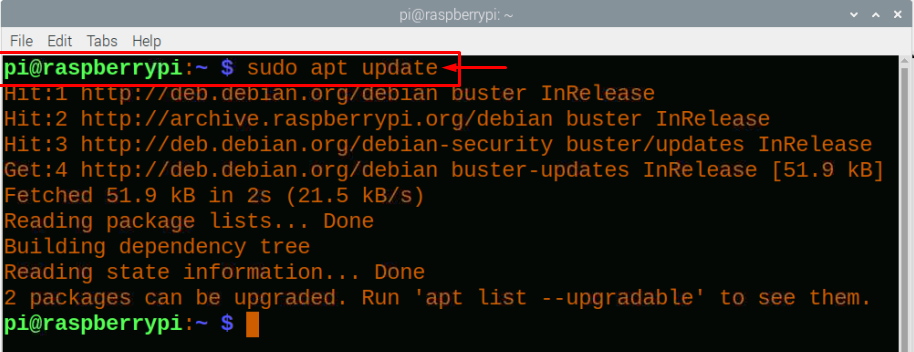 pi@raspberrypi: ~
File Edit Tabs Help
pi@raspberrypi:~ $ sudo apt update
Hit:1 http://deb.debian.org/debian buster InRelease
Hit:2 http://archive.raspberrypi.org/debian buster InRelease
Hit:3 http://deb.debian.org/debian-security buster/updates InRelease
Get:4 http://deb.debian.org/debian buster-updates InRelease [51.9 kB]
Fetched 51.9 kB in 2s (21.5 kB/s)
Reading package lists... Done
Building dependency tree
Reading state information... Done
2 packages can be upgraded. Run 'apt list --upgradable' to see them.
pi@raspberrypi:~ $